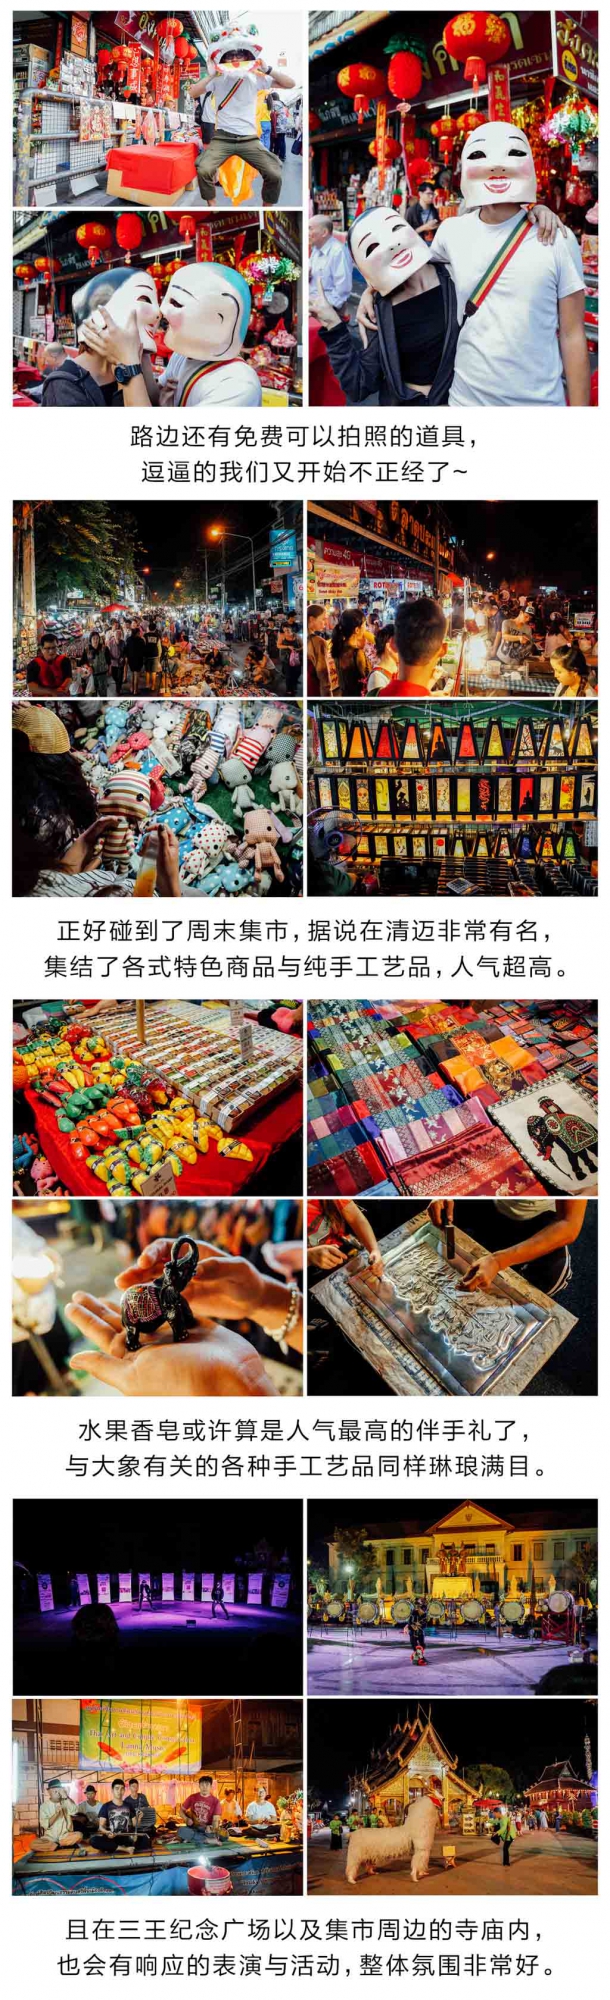 路边还有免费可以拍照的道具，
逗逼的我们又开始不正经了~
正好碰到了周末集市，据说在清迈非常有名，
集结了各式特色商品与纯手工艺品，人气超高。
水果香皂或许算是人气最高的伴手礼了，
与大象有关的各种手工艺品同样琳琅满目。
且在三王纪念广场以及集市周边的寺庙内，
也会有响应的表演与活动，整体氛围非常好。